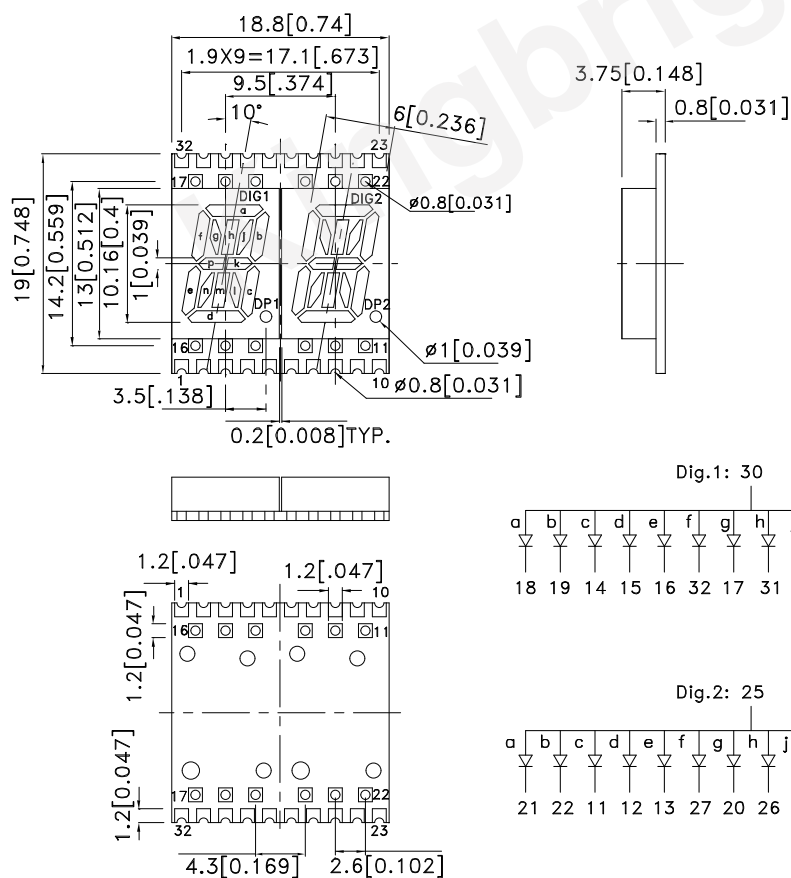 Kingbright
18.8[0.74]
1.9X9=17.1[.673]
9.5[.374]
10°
6[0.236]
3.75[0.148]
0.8[0.031]
32
23
17
22
ø0.8[0.031]
DIG1
DIG2
a
f g h j b
p k
e n m l c
d
DP1
DP2
19[0.748]
14.2[0.559]
13[0.512]
10.16[0.4]
1[0.039]
16
11
1
10
ø1[0.039]
ø0.8[0.031]
3.5[.138]
0.2[0.008]TYP.
Dig.1: 30
a b c d e f g h
18 19 14 15 16 32 17 31
1.2[.047]
1.2[.047]
1
10
16
11
1.2[0.047]
1.2[0.047]
17
22
32
23
4.3[0.169]
2.6[0.102]
Dig.2: 25
a b c d e f g h j
21 22 11 12 13 27 20 26